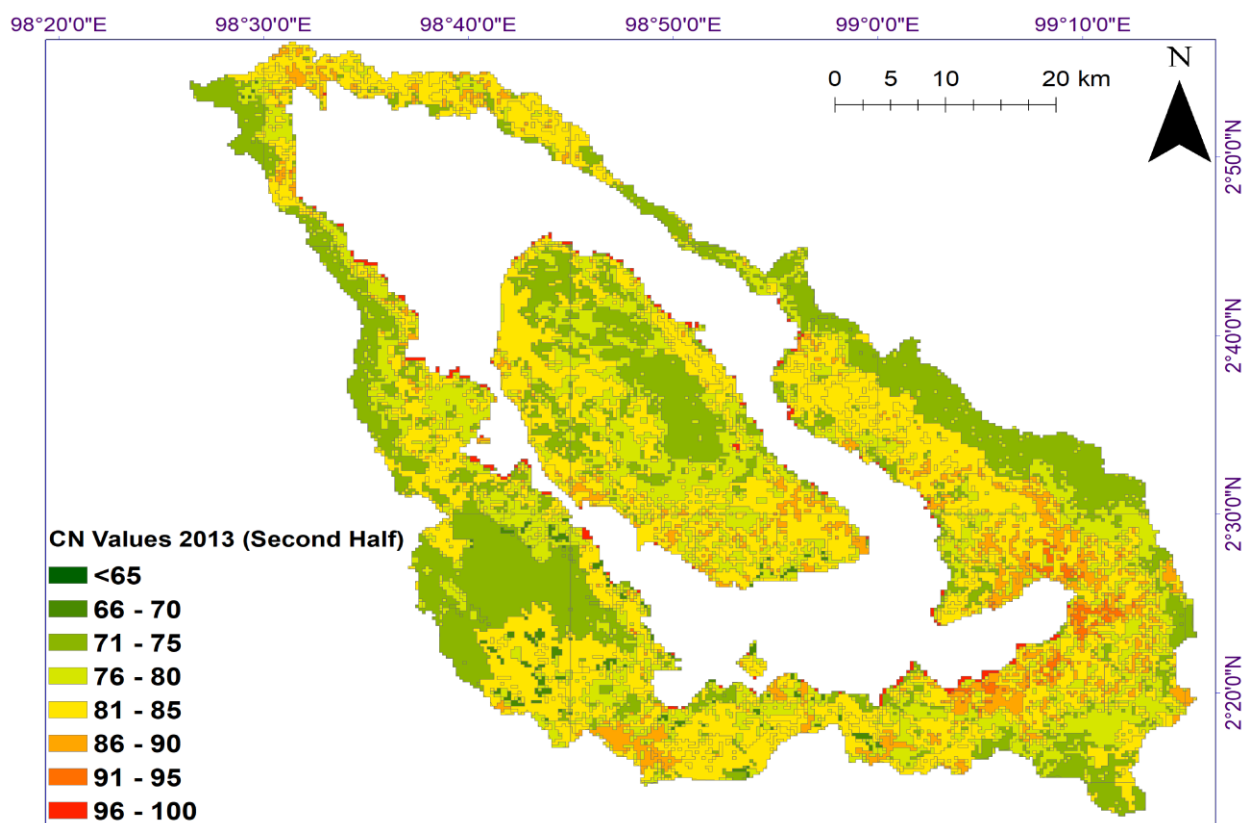 98°20'0"E 98°30'0"E 98°40'0"E 98°50'0"E 99°0'0"E 99°10'0"E
N
0 5 10 20 km
2°50'0"N
2°40'0"N
2°30'0"N
2°20'0"N
CN Values 2013 (Second Half)
<65
66 - 70
71 - 75
76 - 80
81 - 85
86 - 90
91 - 95
96 - 100